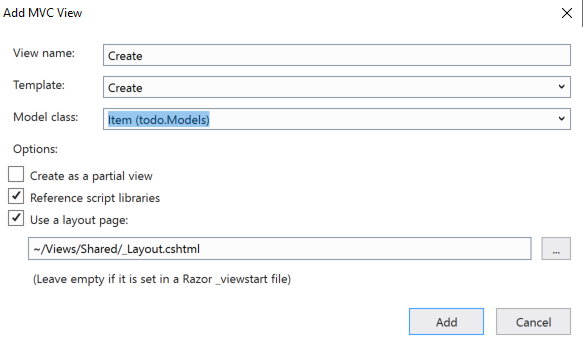 Add MVC View
View name: Create
Template: Create
Model class: Item (todo.Models)
Options:
Create as a partial view
Reference script libraries
Use a layout page:
~/Views/Shared/_Layout.cshtml ...
(Leave empty if it is set in a Razor _viewstart file)
Add Cancel